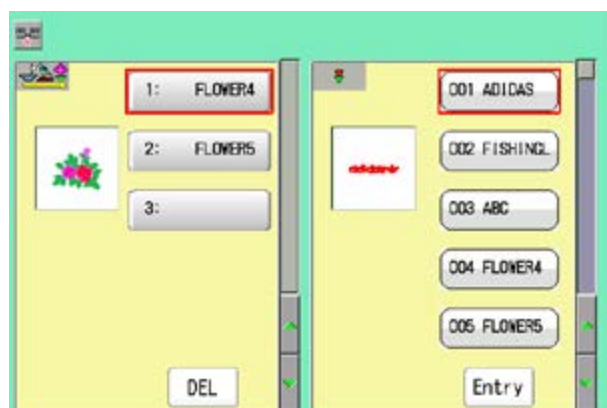 1: FLOWER4
2: FLOWER5
3:
DEL
001 ADIDAS
002 FISHINGL
003 ABC
004 FLOWER4
005 FLOWER5
Entry